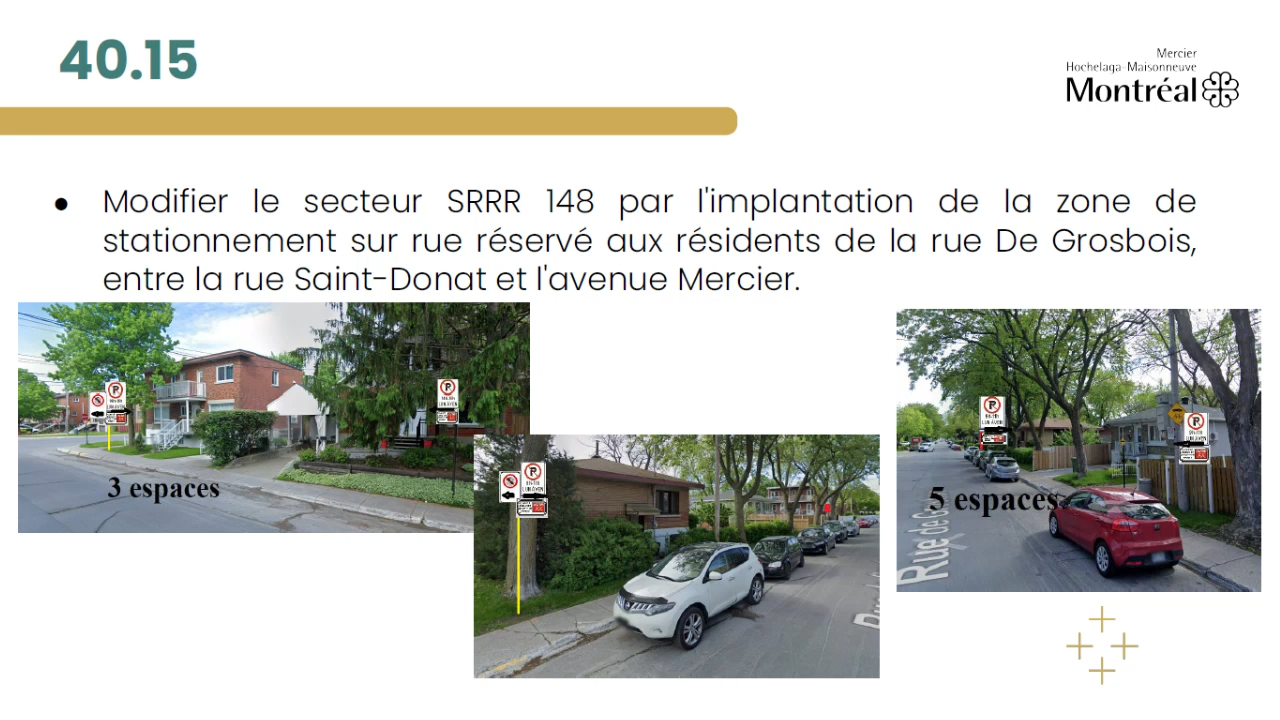 40.15
Mercier
Hochelaga-Maisonneuve
Montréal
● Modifier le secteur SRRR 148 par l'implantation de la zone de
stationnement sur rue réservé aux résidents de la rue De Grosbois,
entre la rue Saint-Donat et l'avenue Mercier.
3 espaces
5 espaces
Rue de